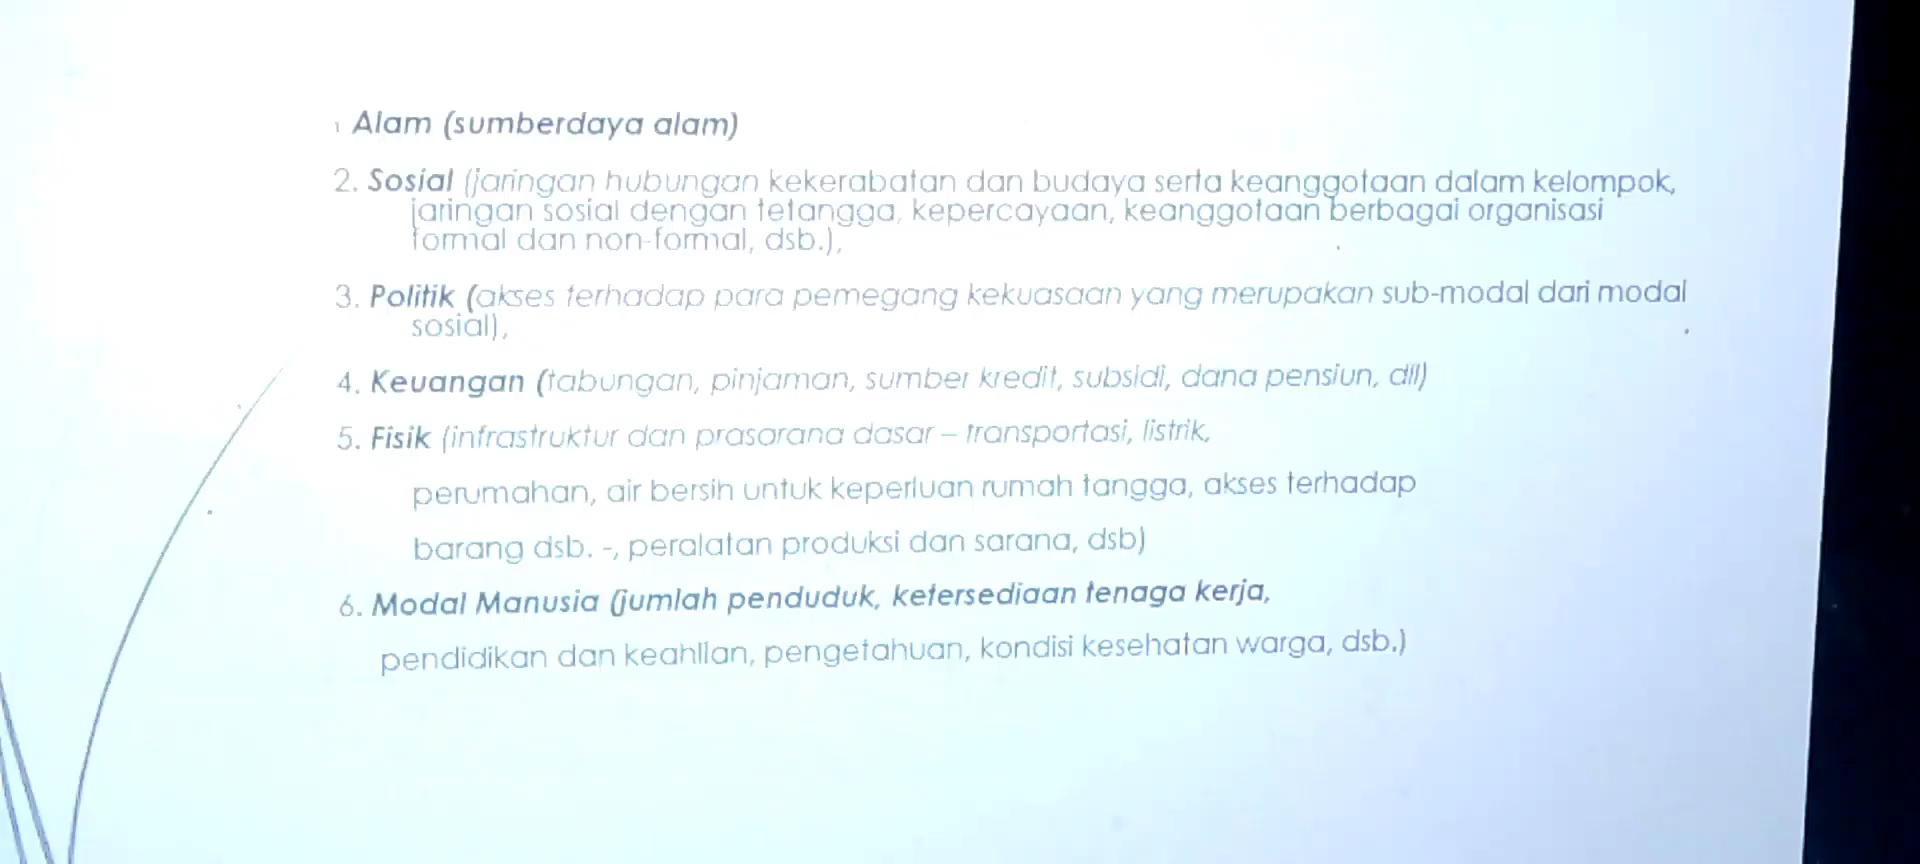 1 Alam (sumberdaya alam)
2. Sosial (jaringan hubungan kekerabatan dan budaya serta keanggotaan dalam kelompok,
jaringan sosial dengan tetangga, kepercayaan, keanggotaan berbagai organisasi
formal dan non-formal, dsb.),
3. Politik (akses terhadap para pemegang kekuasaan yang merupakan sub-modal dari modal
sosial),
4. Keuangan (tabungan, pinjaman, sumber kredit, subsidi, dana pensiun, dll)
5. Fisik (infrastruktur dan prasarana dasar – transportasi, listrik,
perumahan, air bersih untuk keperluan rumah tangga, akses terhadap
barang dsb. -, peralatan produksi dan sarana, dsb)
6. Modal Manusia (jumlah penduduk, ketersediaan tenaga kerja,
pendidikan dan keahlian, pengetahuan, kondisi kesehatan warga, dsb.)